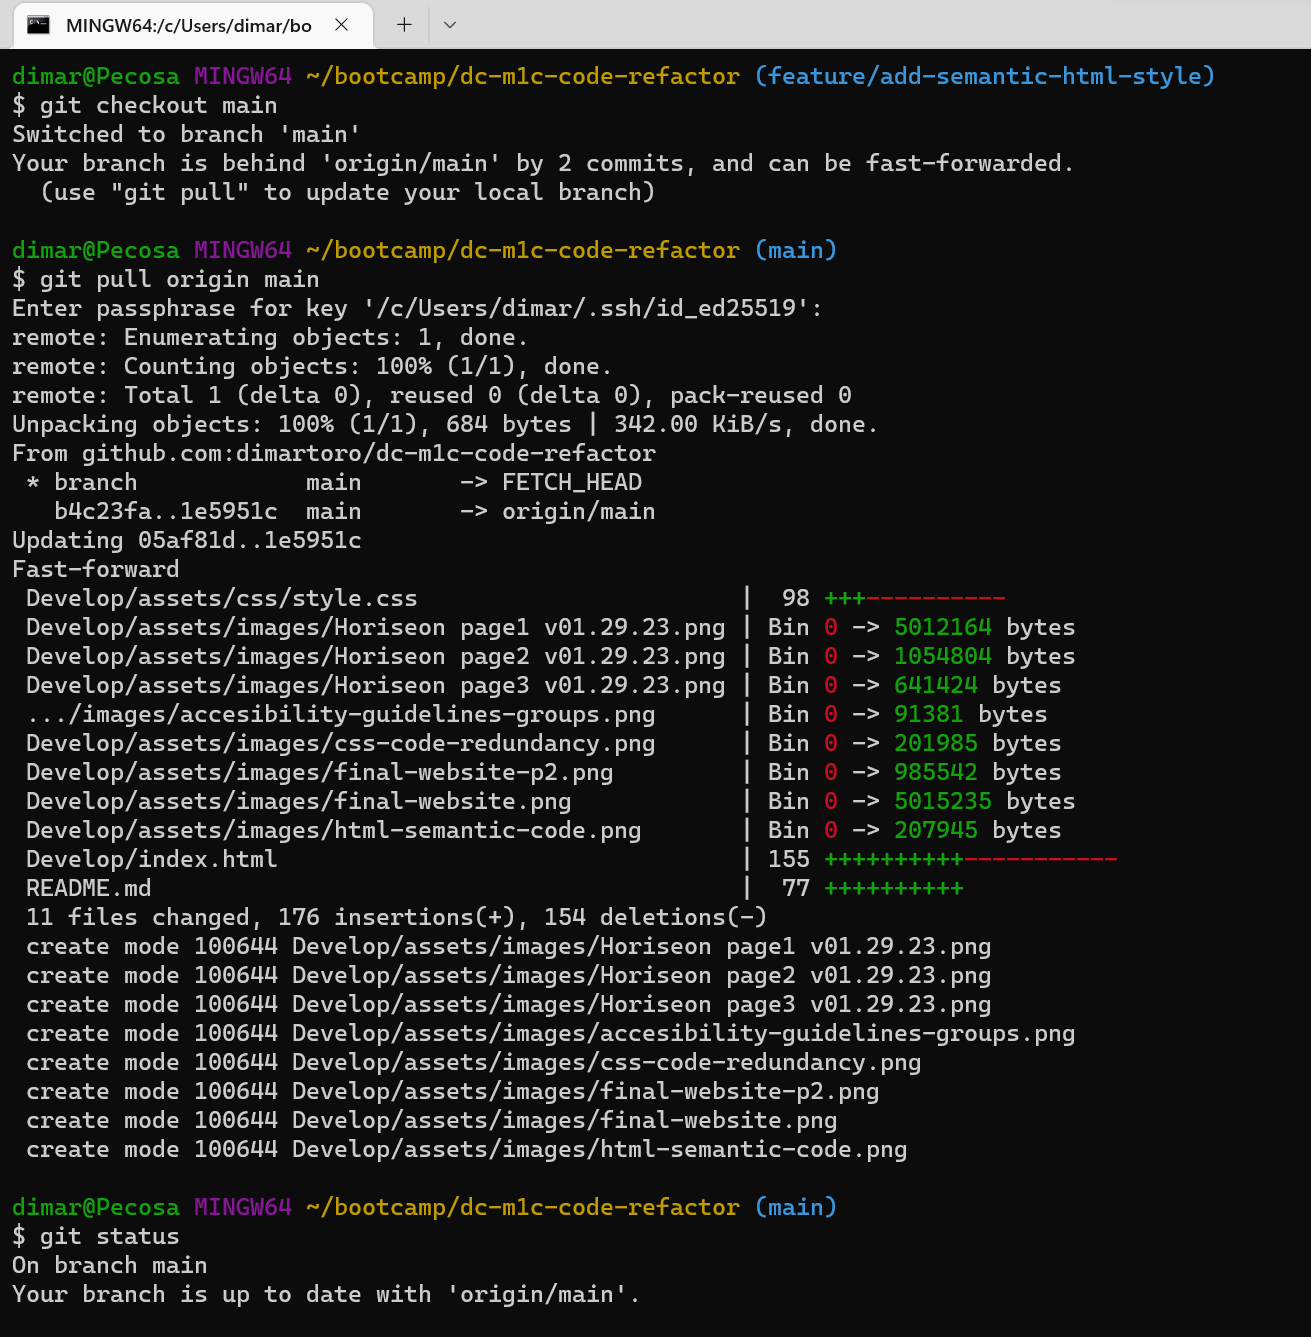 MINGW64:/c/Users/dimar/bo
dimar@Pecosa MINGW64 ~/bootcamp/dc-m1c-code-refactor (feature/add-semantic-html-style)
$ git checkout main
Switched to branch 'main'
Your branch is behind 'origin/main' by 2 commits, and can be fast-forwarded.
  (use "git pull" to update your local branch)

dimar@Pecosa MINGW64 ~/bootcamp/dc-m1c-code-refactor (main)
$ git pull origin main
Enter passphrase for key '/c/Users/dimar/.ssh/id_ed25519':
remote: Enumerating objects: 1, done.
remote: Counting objects: 100% (1/1), done.
remote: Total 1 (delta 0), reused 0 (delta 0), pack-reused 0
Unpacking objects: 100% (1/1), 684 bytes | 342.00 KiB/s, done.
From github.com:dimartoro/dc-m1c-code-refactor
 * branch            main       -> FETCH_HEAD
   b4c23fa..1e5951c  main       -> origin/main
Updating 05af81d..1e5951c
Fast-forward
 Develop/assets/css/style.css                       |  98 +++----------
 Develop/assets/images/Horiseon page1 v01.29.23.png | Bin 0 -> 5012164 bytes
 Develop/assets/images/Horiseon page2 v01.29.23.png | Bin 0 -> 1054804 bytes
 Develop/assets/images/Horiseon page3 v01.29.23.png | Bin 0 -> 641424 bytes
 .../images/accesibility-guidelines-groups.png      | Bin 0 -> 91381 bytes
 Develop/assets/images/css-code-redundancy.png      | Bin 0 -> 201985 bytes
 Develop/assets/images/final-website-p2.png         | Bin 0 -> 985542 bytes
 Develop/assets/images/final-website.png            | Bin 0 -> 5015235 bytes
 Develop/assets/images/html-semantic-code.png       | Bin 0 -> 207945 bytes
 Develop/index.html                                 | 155 ++++++++++-----------
 README.md                                          |  77 ++++++++++
 11 files changed, 176 insertions(+), 154 deletions(-)
 create mode 100644 Develop/assets/images/Horiseon page1 v01.29.23.png
 create mode 100644 Develop/assets/images/Horiseon page2 v01.29.23.png
 create mode 100644 Develop/assets/images/Horiseon page3 v01.29.23.png
 create mode 100644 Develop/assets/images/accesibility-guidelines-groups.png
 create mode 100644 Develop/assets/images/css-code-redundancy.png
 create mode 100644 Develop/assets/images/final-website-p2.png
 create mode 100644 Develop/assets/images/final-website.png
 create mode 100644 Develop/assets/images/html-semantic-code.png

dimar@Pecosa MINGW64 ~/bootcamp/dc-m1c-code-refactor (main)
$ git status
On branch main
Your branch is up to date with 'origin/main'.